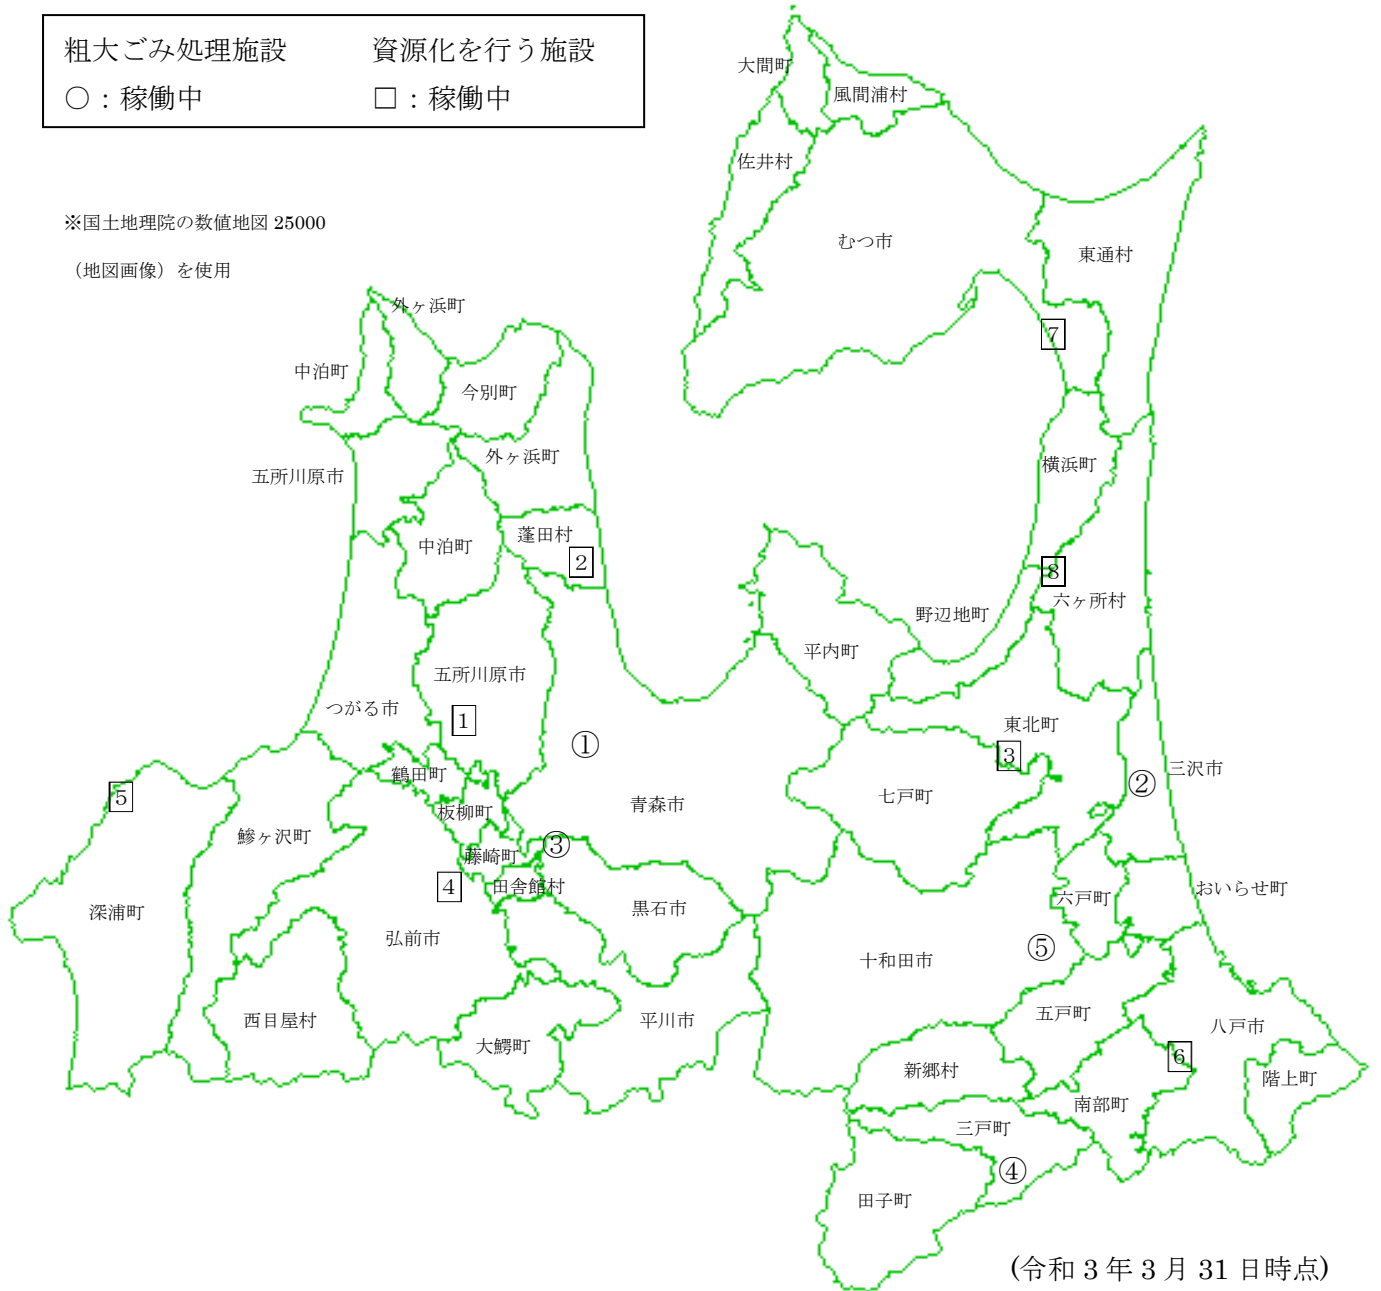 粗大ごみ処理施設 資源化を行う施設
○：稼働中 □：稼働中
※国土地理院の数値地図 25000
（地図画像）を使用
大間町
風間浦村
佐井村
むつ市
東通村
外ヶ浜町
7
中泊町
今別町
外ヶ浜町
横浜町
五所川原市
蓬田村
中泊町
2
8
六ヶ所村
野辺地町
平内町
五所川原市
つがる市
1
東北町
①
3
三沢市
鶴田町
②
5
七戸町
青森市
板柳町
鰺ヶ沢町
③
藤崎町
4
田舎館村
おいらせ町
六戸町
深浦町
黒石市
弘前市
⑤
十和田市
五戸町
西目屋村
平川市
八戸市
大鰐町
6
新郷村
階上町
南部町
三戸町
④
田子町
(令和 3 年 3 月 31 日時点)